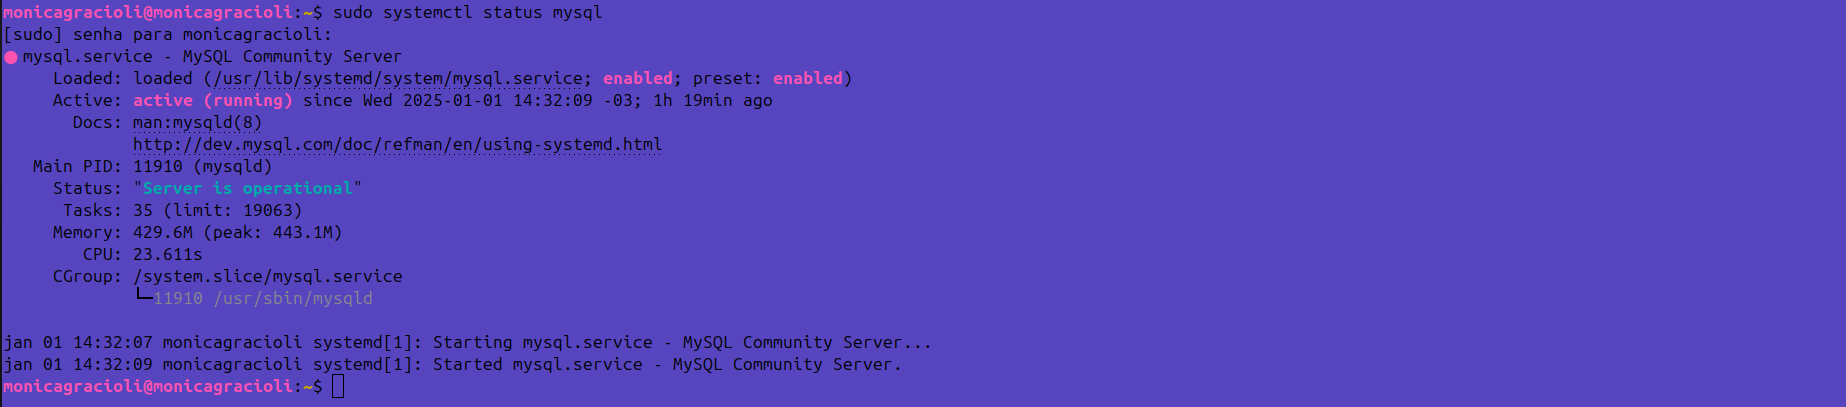 monicagracioli@monicagracioli:~$ sudo systemctl status mysql
[sudo] senha para monicagracioli:
● mysql.service - MySQL Community Server
     Loaded: loaded (/usr/lib/systemd/system/mysql.service; enabled; preset: enabled)
     Active: active (running) since Wed 2025-01-01 14:32:09 -03; 1h 19min ago
       Docs: man:mysqld(8)
             http://dev.mysql.com/doc/refman/en/using-systemd.html
   Main PID: 11910 (mysqld)
     Status: "Server is operational"
      Tasks: 35 (limit: 19063)
     Memory: 429.6M (peak: 443.1M)
        CPU: 23.611s
     CGroup: /system.slice/mysql.service
             └─11910 /usr/sbin/mysqld
jan 01 14:32:07 monicagracioli systemd[1]: Starting mysql.service - MySQL Community Server...
jan 01 14:32:09 monicagracioli systemd[1]: Started mysql.service - MySQL Community Server.
monicagracioli@monicagracioli:~$